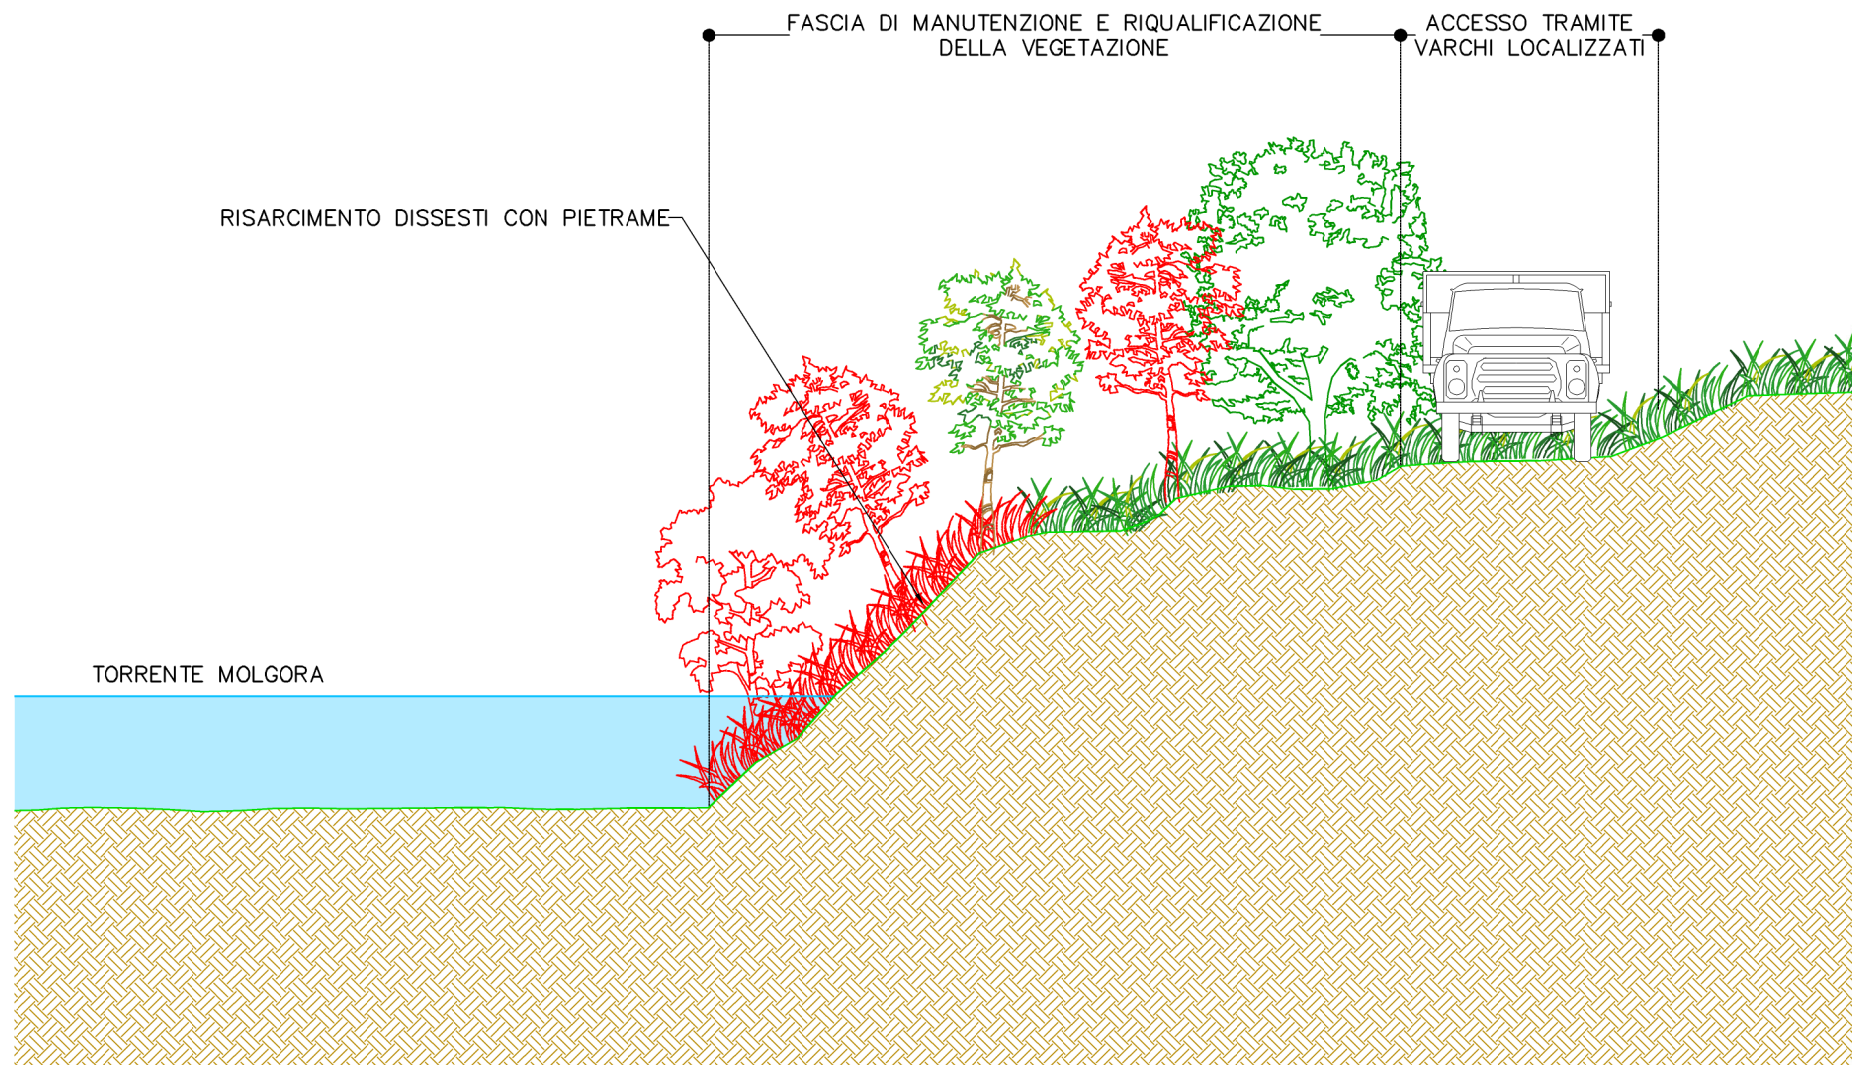 FASCIA DI MANUTENZIONE E RIQUALIFICAZIONE
DELLA VEGETAZIONE
ACCESSO TRAMITE
VARCHI LOCALIZZATI
RISARCIMENTO DISSESTI CON PIETRAME
TORRENTE MOLGORA